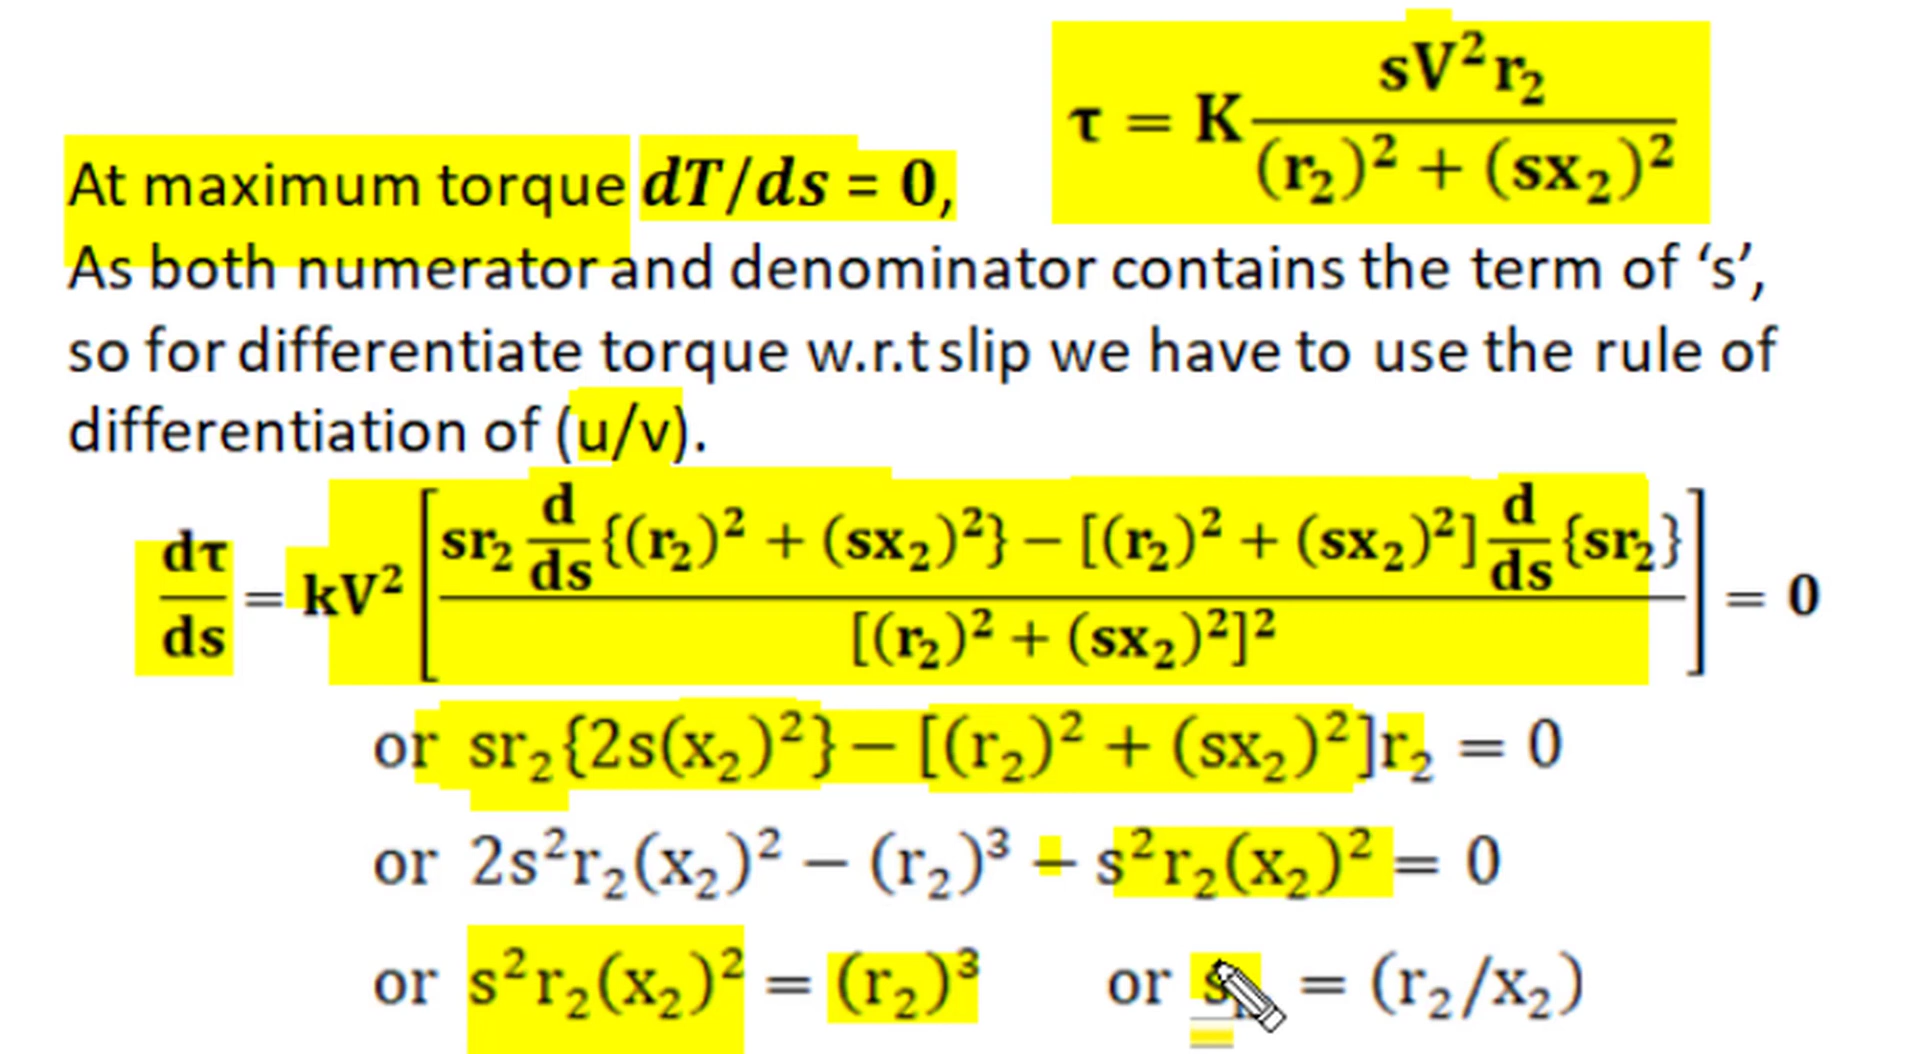 τ = K sV²r₂ / (r₂)² + (sx₂)²
At maximum torque dT/ds = 0,
As both numerator and denominator contains the term of ‘s’,
so for differentiate torque w.r.t slip we have to use the rule of
differentiation of (u/v).
dτ/ds = kV² [ sr₂ d/ds {(r₂)² + (sx₂)²} − [(r₂)² + (sx₂)²] d/ds {sr₂} / [(r₂)² + (sx₂)²]² ] = 0
or sr₂{2s(x₂)²} − [(r₂)² + (sx₂)²]r₂ = 0
or 2s²r₂(x₂)² − (r₂)³ − s²r₂(x₂)² = 0
or s²r₂(x₂)² = (r₂)³ or s = (r₂/x₂)